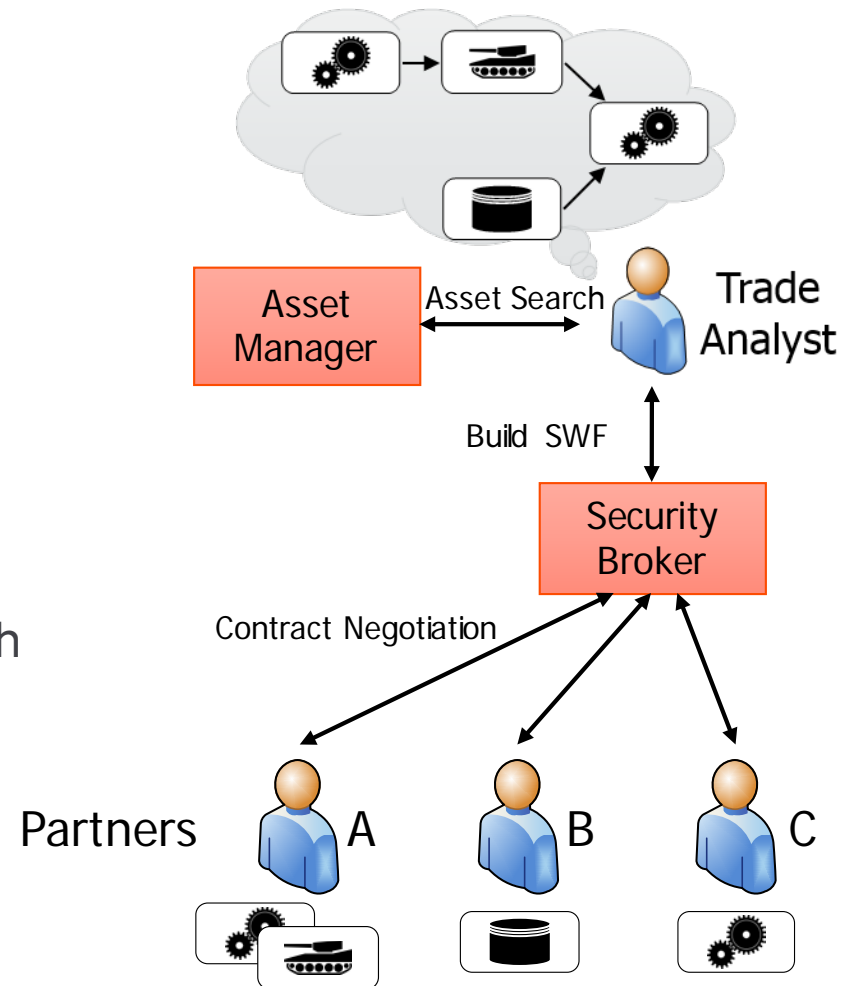 Asset
Manager
Asset Search
Trade
Analyst
Build SWF
Security
Broker
h
Contract Negotiation
Partners A B C